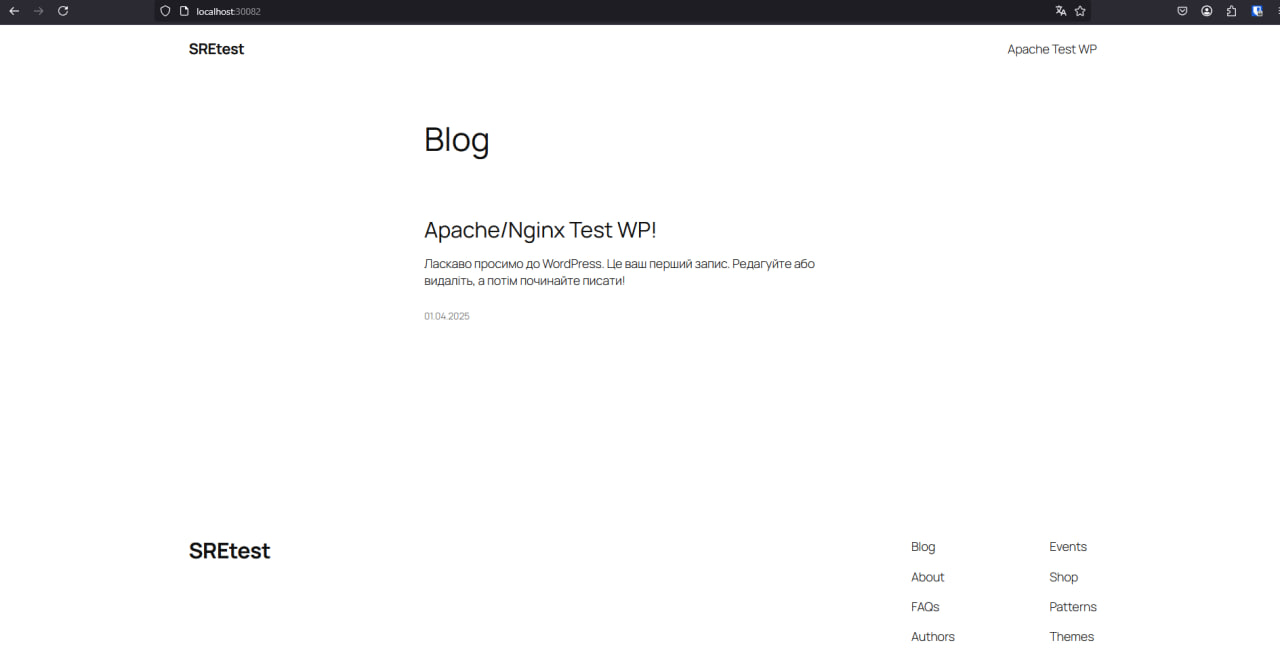 localhost:30082
SREtest
Apache Test WP
Blog
Apache/Nginx Test WP!
Ласкаво просимо до WordPress. Це ваш перший запис. Редагуйте або
видаліть, а потім починайте писати!
01.04.2025
SREtest
Blog
Events
About
Shop
FAQs
Patterns
Authors
Themes